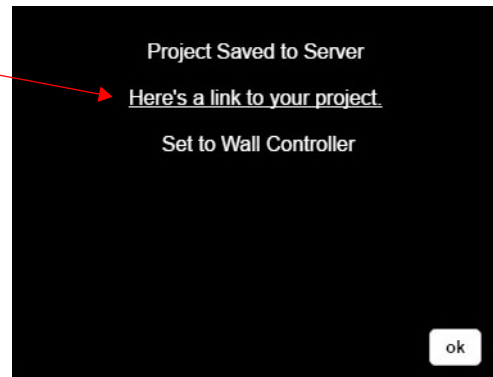 Project Saved to Server
Here's a link to your project.
Set to Wall Controller
ok